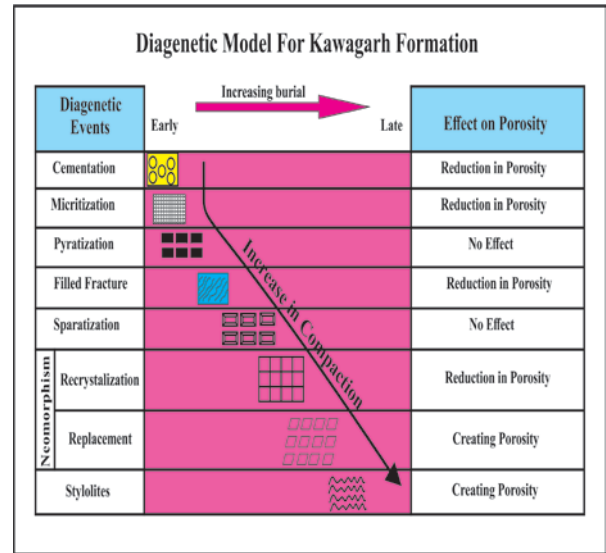 Diagenetic Model For Kawagarh Formation
Diagenetic
Events
Increasing burial
Early
Late
Effect on Porosity
Cementation
Reduction in Porosity
Micritization
Reduction in Porosity
Pyratization
No Effect
Filled Fracture
Reduction in Porosity
Sparatization
No Effect
Increase in Compaction
Neomorphism
Recrystalization
Reduction in Porosity
Replacement
Creating Porosity
Stylolites
Creating Porosity